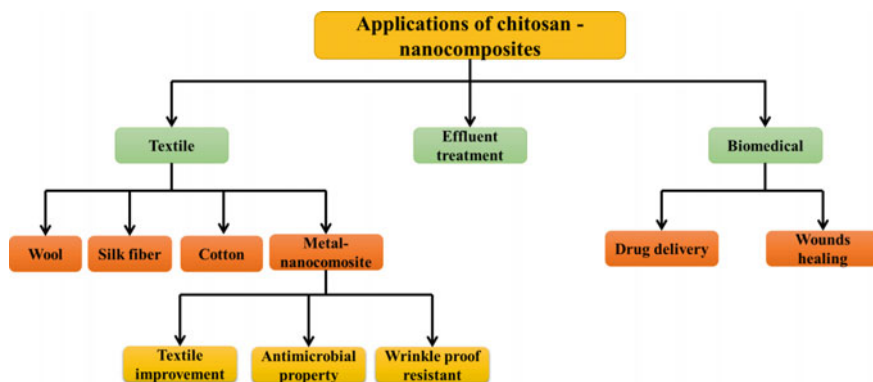 Applications of chitosan -
nanocomposites
Textile
Effluent
treatment
Biomedical
Wool
Silk fiber
Cotton
Metal-
nanocomosite
Drug delivery
Wounds
healing
Textile
improvement
Antimicrobial
property
Wrinkle proof
resistant